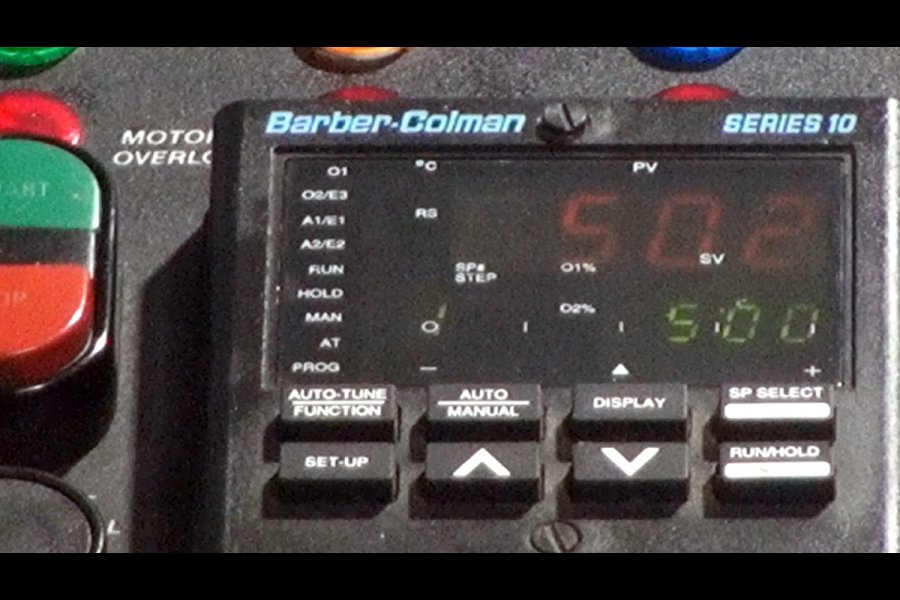 Barber-Colman
SERIES 10
MOTOR
OVERLO
O1
°C
PV
O2/E3
RS
502
A1/E1
A2/E2
SV
RUN
SP#
STEP
O1%
HOLD
O2%
MAN
1
500
AT
PROG
AUTO-TUNE
FUNCTION
AUTO
MANUAL
DISPLAY
SP SELECT
SET-UP
RUN/HOLD
L